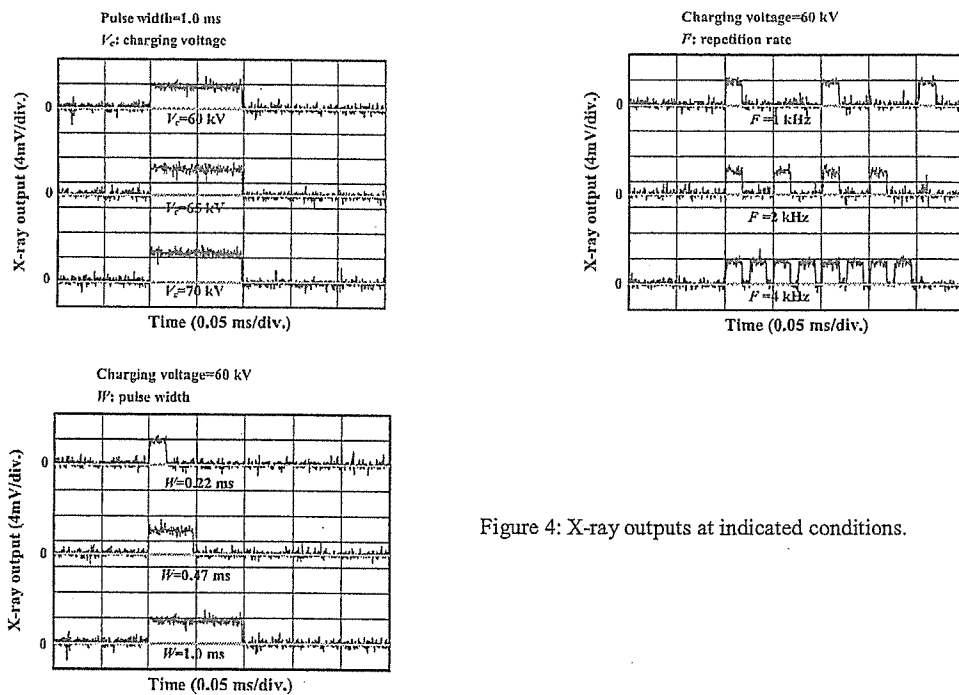 Pulse width=1.0 ms
Vc: charging voltage
X-ray output (4mV/div.)
0
Vc=60 kV
0
Vc=65 kV
0
Vc=70 kV
Time (0.05 ms/div.)
Charging voltage=60 kV
F: repetition rate
X-ray output (4mV/div.)
0
F=1 kHz
0
F=2 kHz
0
F=4 kHz
Time (0.05 ms/div.)
Charging voltage=60 kV
W: pulse width
X-ray output (4mV/div.)
0
W=0.22 ms
0
W=0.47 ms
0
W=1.0 ms
Time (0.05 ms/div.)
Figure 4: X-ray outputs at indicated conditions.